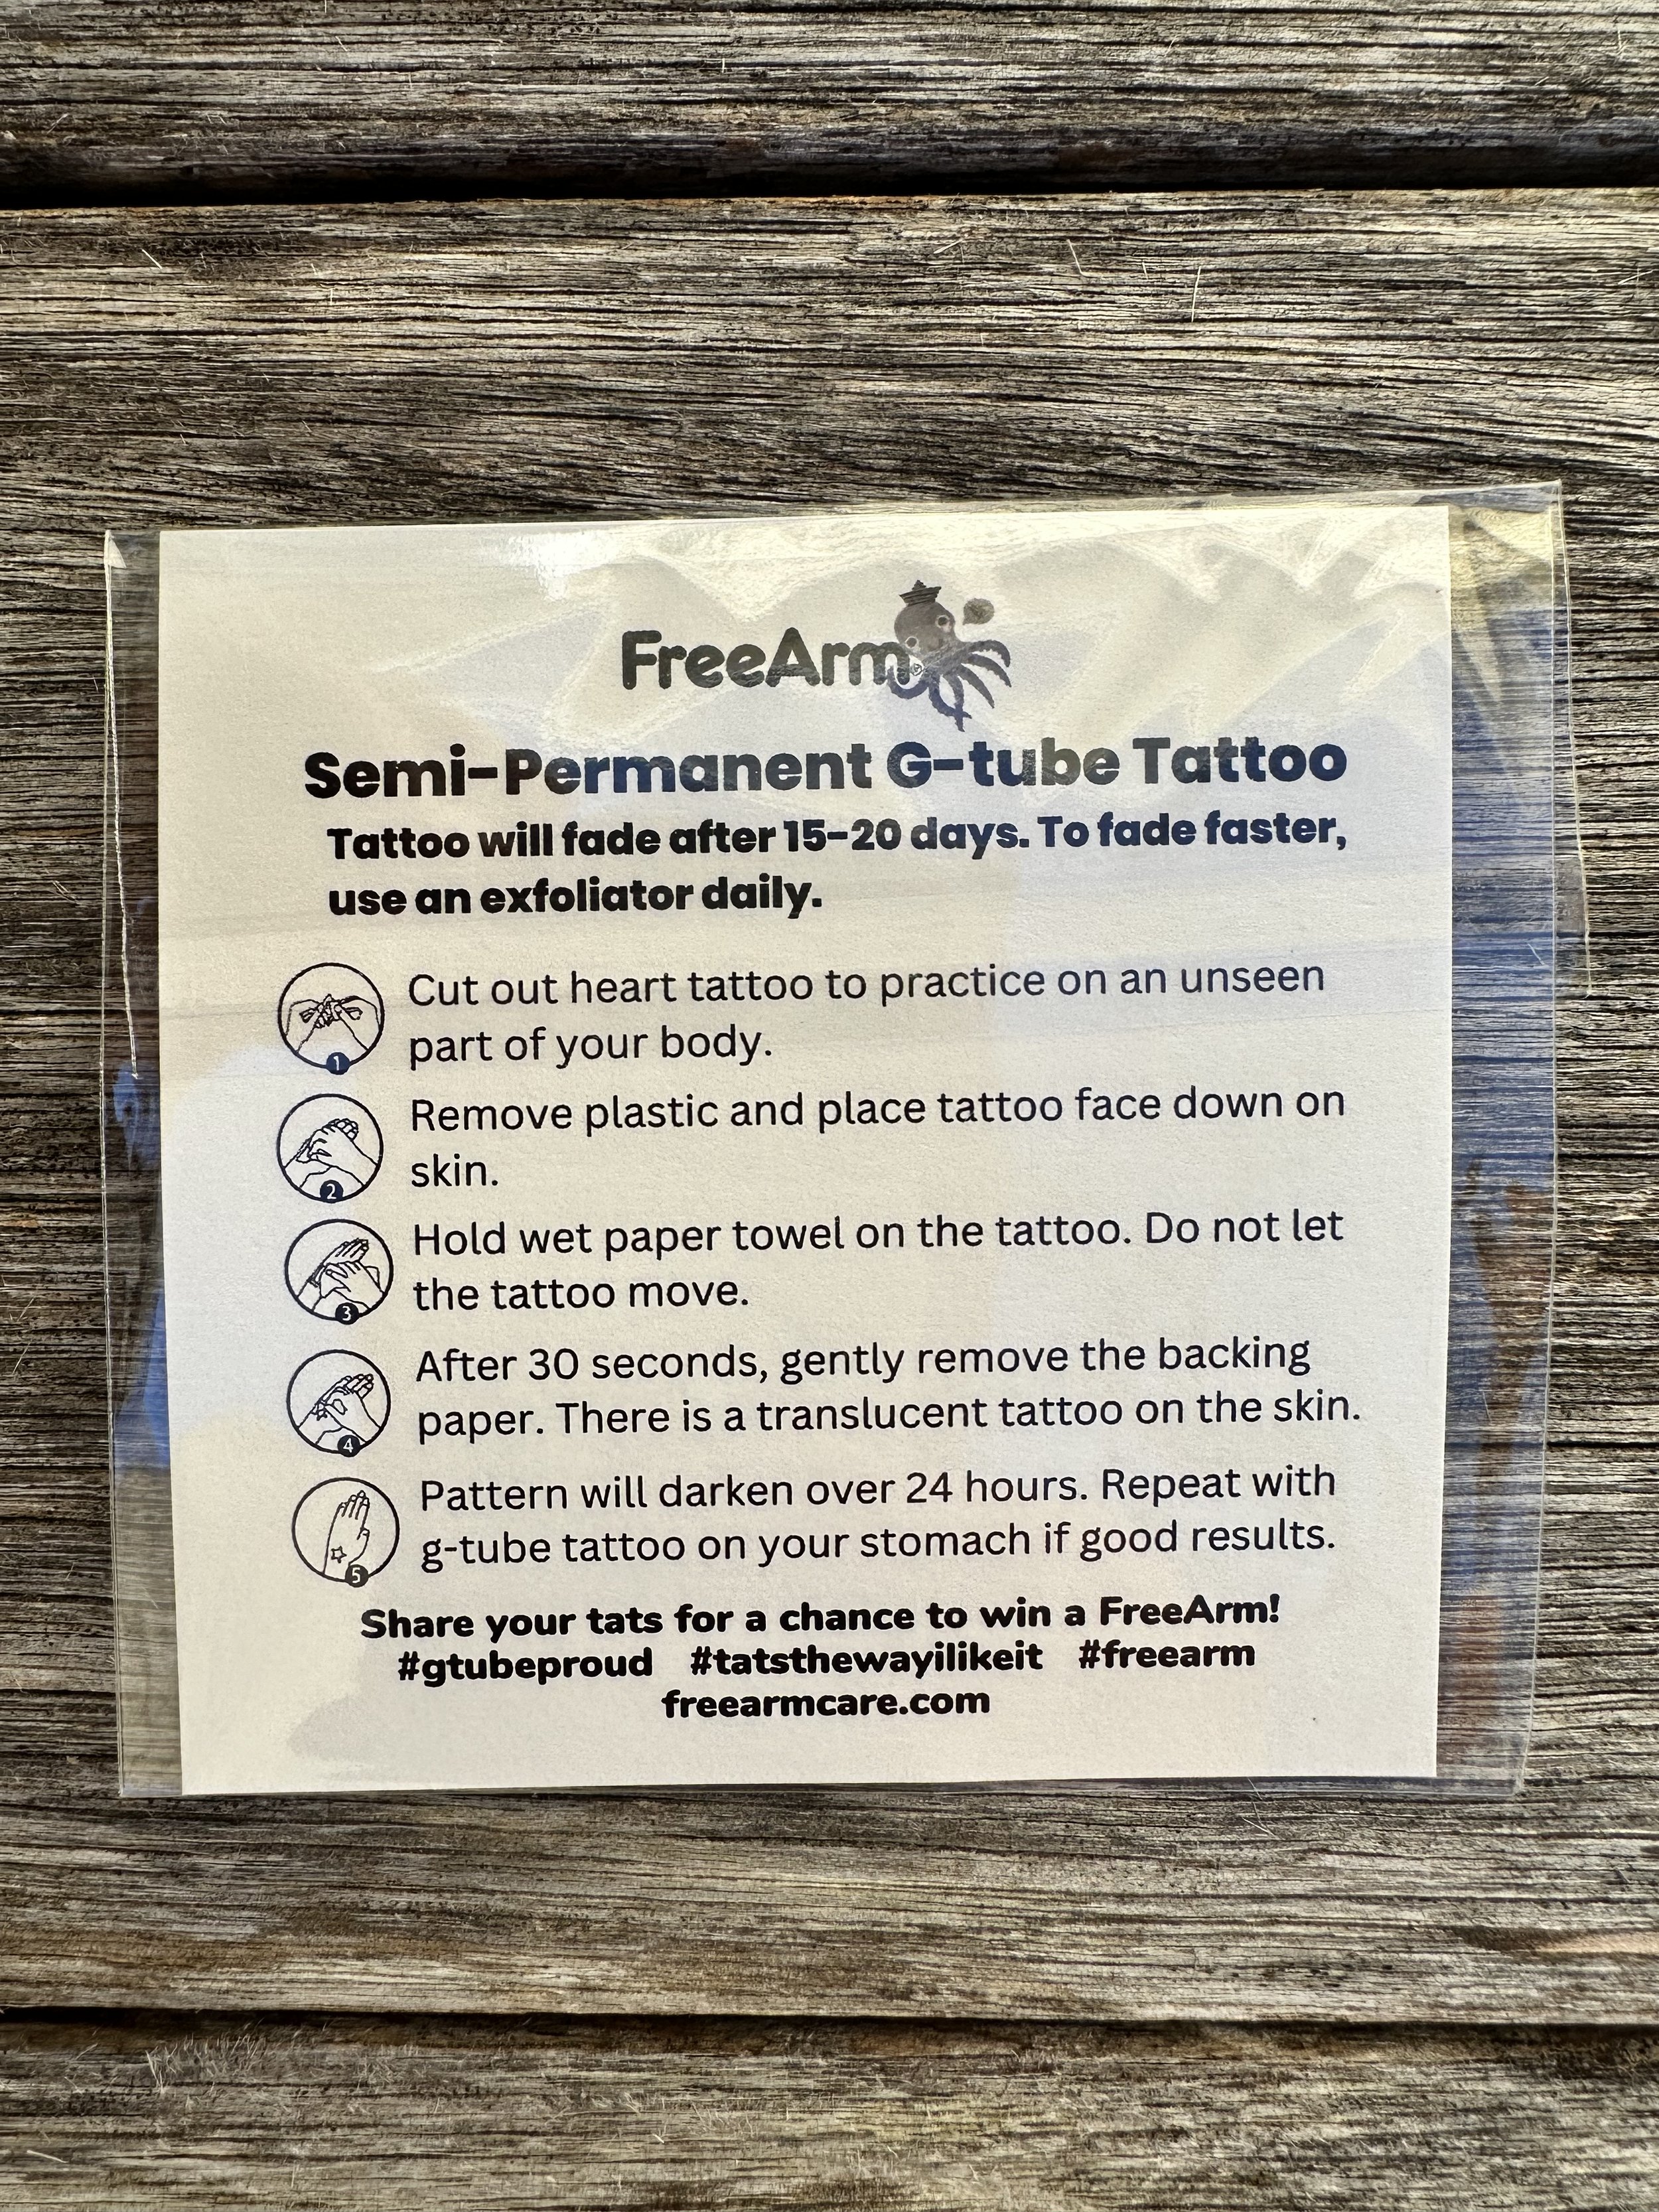 FreeArm
Semi-Permanent G-tube Tattoo
Tattoo will fade after 15-20 days. To fade faster,
use an exfoliator daily.
1
Cut out heart tattoo to practice on an unseen
part of your body.
2
Remove plastic and place tattoo face down on
skin.
3
Hold wet paper towel on the tattoo. Do not let
the tattoo move.
4
After 30 seconds, gently remove the backing
paper. There is a translucent tattoo on the skin.
5
Pattern will darken over 24 hours. Repeat with
g-tube tattoo on your stomach if good results.
Share your tats for a chance to win a FreeArm!
#gtubeproud #tatsthewayilikeit #freearm
freearmcare.com